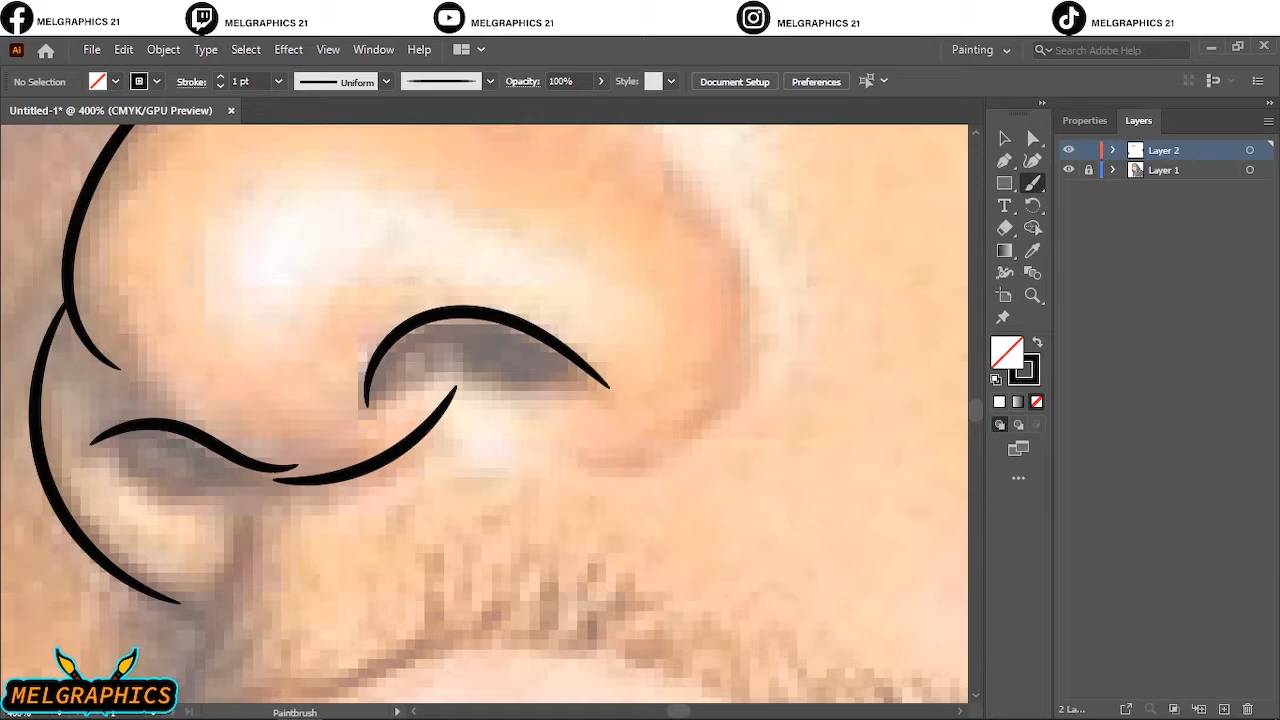 MELGRAPHICS 21
MELGRAPHICS 21
MELGRAPHICS 21
MELGRAPHICS 21
MELGRAPHICS 21
Ai File Edit Object Type Select Effect View Window Help Painting Search Adobe Help
No Selection Stroke: 1 pt Uniform Opacity: 100% Style: Document Setup Preferences
Untitled-1* @ 400% (CMYK/GPU Preview)
Properties Layers
Layer 2
Layer 1
MELGRAPHICS
Paintbrush
2 La...